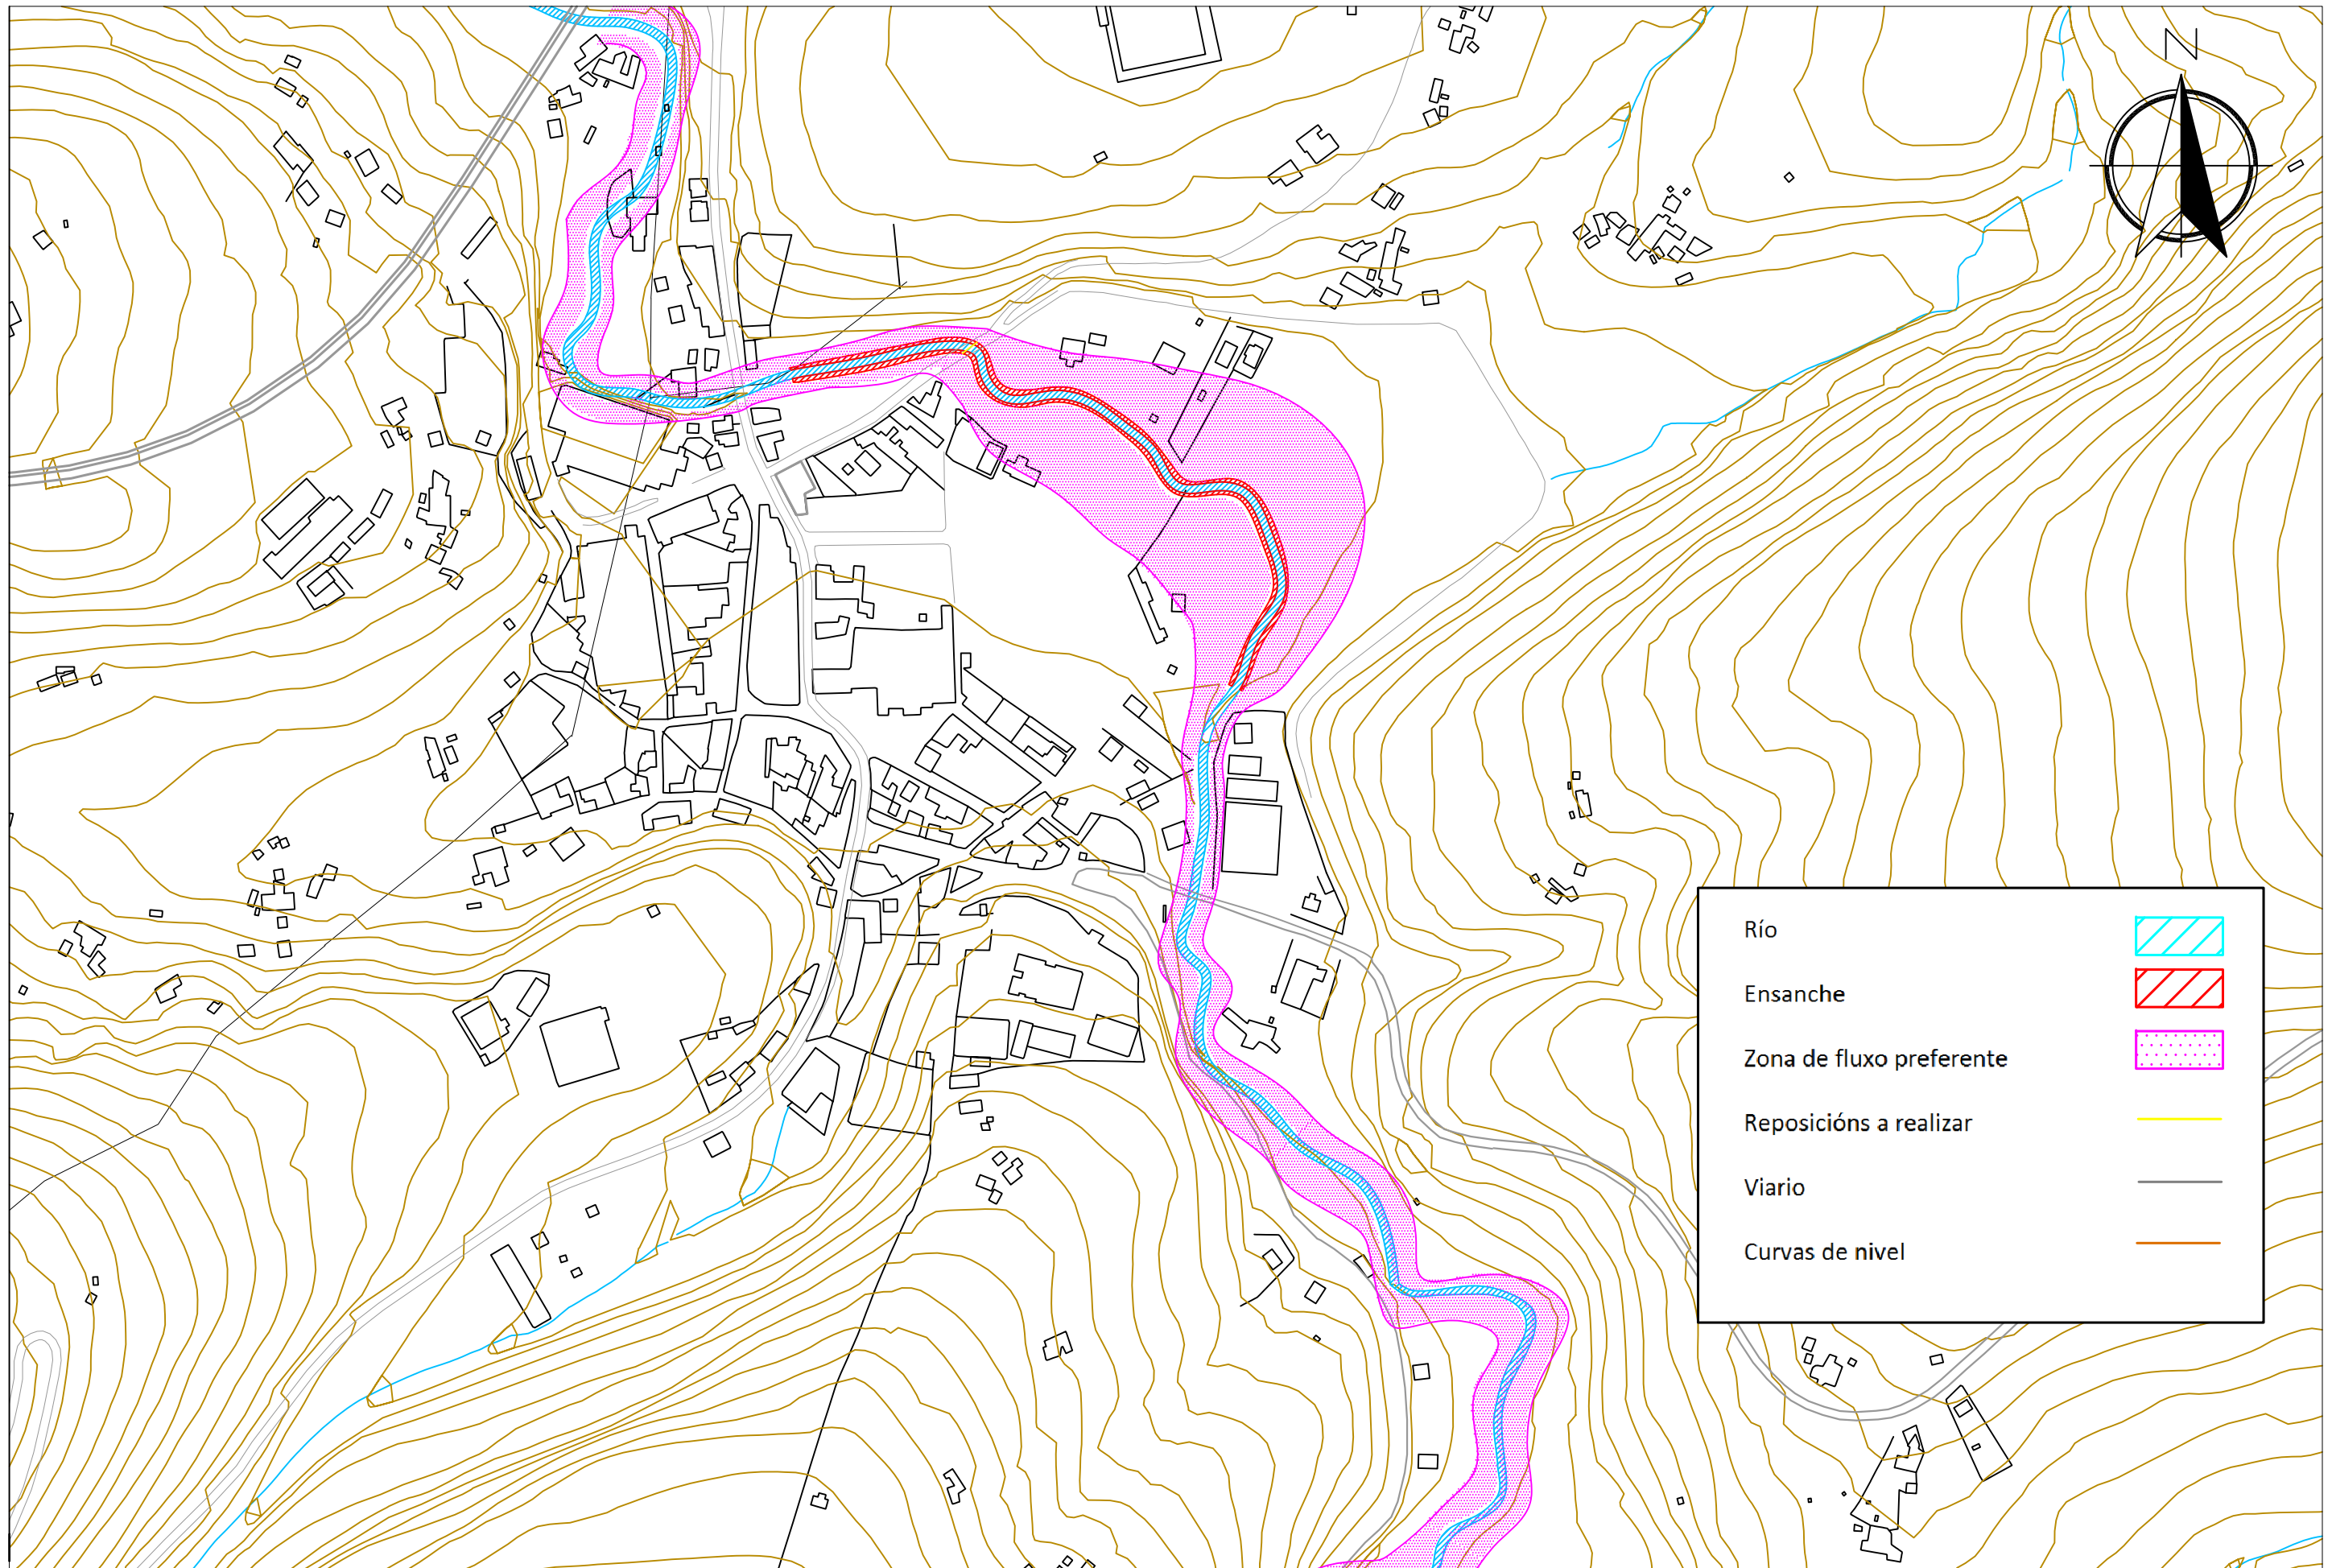 N
Río
Ensanche
Zona de fluxo preferente
Reposicións a realizar
Viario
Curvas de nivel